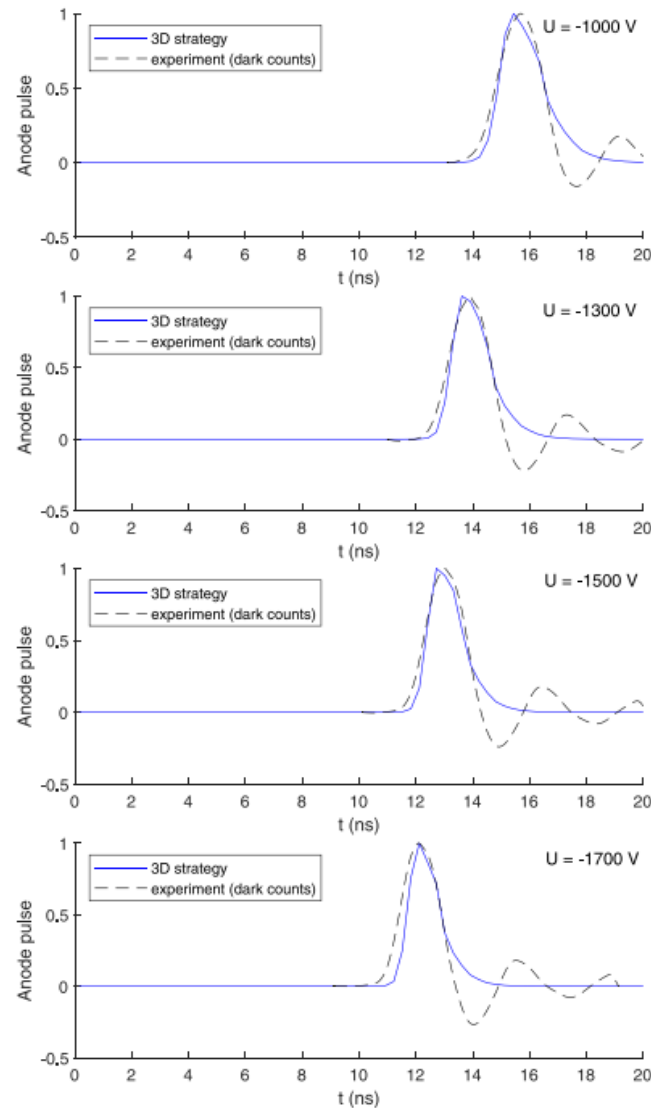 U = -1000 V
3D strategy
experiment (dark counts)
Anode pulse
1
0.5
0
-0.5
0 2 4 6 8 10 12 14 16 18 20
t (ns)
U = -1300 V
3D strategy
experiment (dark counts)
Anode pulse
1
0.5
0
-0.5
0 2 4 6 8 10 12 14 16 18 20
t (ns)
U = -1500 V
3D strategy
experiment (dark counts)
Anode pulse
1
0.5
0
-0.5
0 2 4 6 8 10 12 14 16 18 20
t (ns)
U = -1700 V
3D strategy
experiment (dark counts)
Anode pulse
1
0.5
0
-0.5
0 2 4 6 8 10 12 14 16 18 20
t (ns)